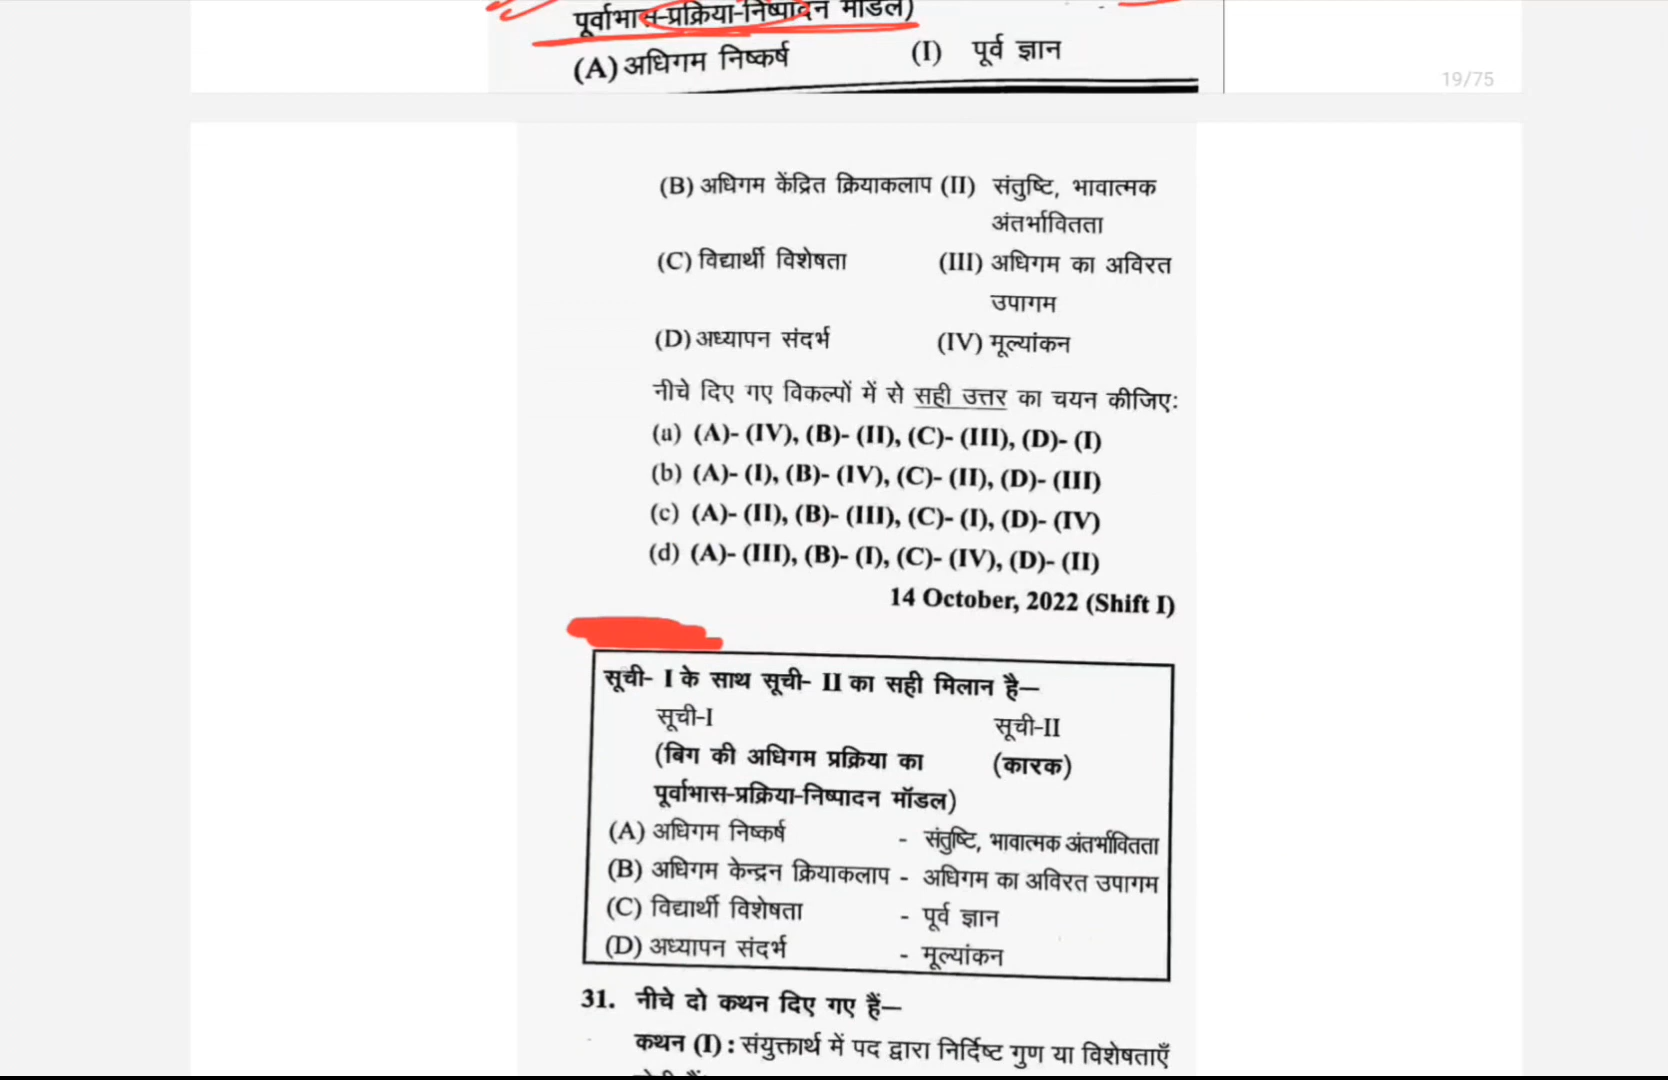 पूर्वाभास-प्रक्रिया-निष्पादन मॉडल)
(A) अधिगम निष्कर्ष (I) पूर्व ज्ञान
19/75
(B) अधिगम केंद्रित क्रियाकलाप (II) संतुष्टि, भावात्मक
अंतर्भावितता
(C) विद्यार्थी विशेषता (III) अधिगम का अविरत
उपागम
(D) अध्यापन संदर्भ (IV) मूल्यांकन
नीचे दिए गए विकल्पों में से सही उत्तर का चयन कीजिए:
(a) (A)- (IV), (B)- (II), (C)- (III), (D)- (I)
(b) (A)- (I), (B)- (IV), (C)- (II), (D)- (III)
(c) (A)- (II), (B)- (III), (C)- (I), (D)- (IV)
(d) (A)- (III), (B)- (I), (C)- (IV), (D)- (II)
14 October, 2022 (Shift I)
सूची- I के साथ सूची- II का सही मिलान है—
सूची-I सूची-II
(बिग की अधिगम प्रक्रिया का (कारक)
पूर्वाभास-प्रक्रिया-निष्पादन मॉडल)
(A) अधिगम निष्कर्ष - संतुष्टि, भावात्मक अंतर्भावितता
(B) अधिगम केन्द्रन क्रियाकलाप - अधिगम का अविरत उपागम
(C) विद्यार्थी विशेषता - पूर्व ज्ञान
(D) अध्यापन संदर्भ - मूल्यांकन
31. नीचे दो कथन दिए गए हैं—
कथन (I) : संयुक्तार्थ में पद द्वारा निर्दिष्ट गुण या विशेषताएँ